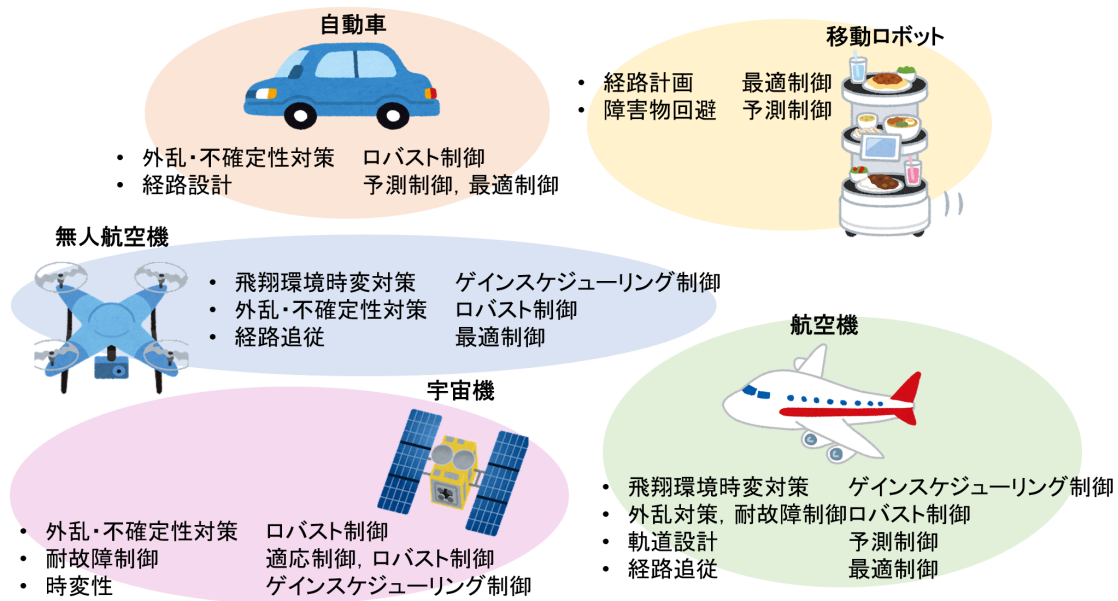 自動車
• 外乱・不確定性対策 ロバスト制御
• 経路設計 予測制御, 最適制御
移動ロボット
• 経路計画 最適制御
• 障害物回避 予測制御
無人航空機
• 飛翔環境時変対策 ゲインスケジューリング制御
• 外乱・不確定性対策 ロバスト制御
• 経路追従 最適制御
宇宙機
• 外乱・不確定性対策 ロバスト制御
• 耐故障制御 適応制御, ロバスト制御
• 時変性 ゲインスケジューリング制御
航空機
• 飛翔環境時変対策 ゲインスケジューリング制御
• 外乱対策, 耐故障制御 ロバスト制御
• 軌道設計 予測制御
• 経路追従 最適制御